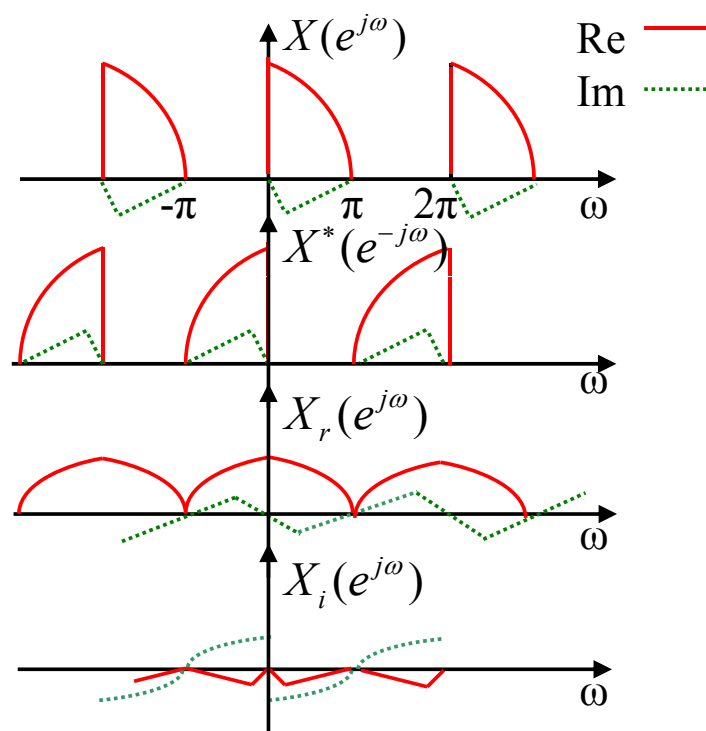 X(e^{jω})
Re
Im
-π π 2π ω
X*(e^{-jω})
ω
X_r(e^{jω})
ω
X_i(e^{jω})
ω